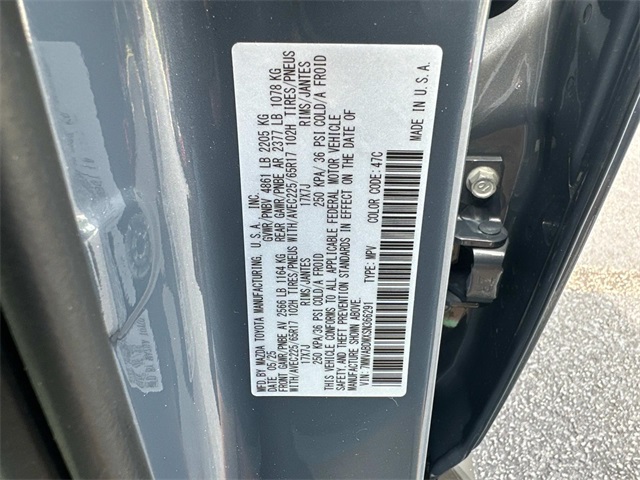 MFD.BY MAZDA TOYOTA MANUFACTURING, U.S.A. INC.
DATE 05/25 GVWR/PNBV 4861 LB 2205 KG
FRONT GAWR/PNBE AV 2566 LB 1164 KG REAR GAWR/PNBE AR 2377 LB 1078 KG
WITH/AVEC225/65R17 102H TIRES/PNEUS WITH/AVEC225/65R17 102H TIRES/PNEUS
17X7J RIMS/JANTES 17X7J RIMS/JANTES
250 KPA/36 PSI COLD/A FROID 250 KPA/ 36 PSI COLD/A FROID
THIS VEHICLE CONFORMS TO ALL APPLICABLE FEDERAL MOTOR VEHICLE
SAFETY, AND THEFT PREVENTION STANDARDS IN EFFECT ON THE DATE OF
MANUFACTURE SHOWN ABOVE.
TYPE: MPV COLOR CODE: 47C
MADE IN U.S.A.